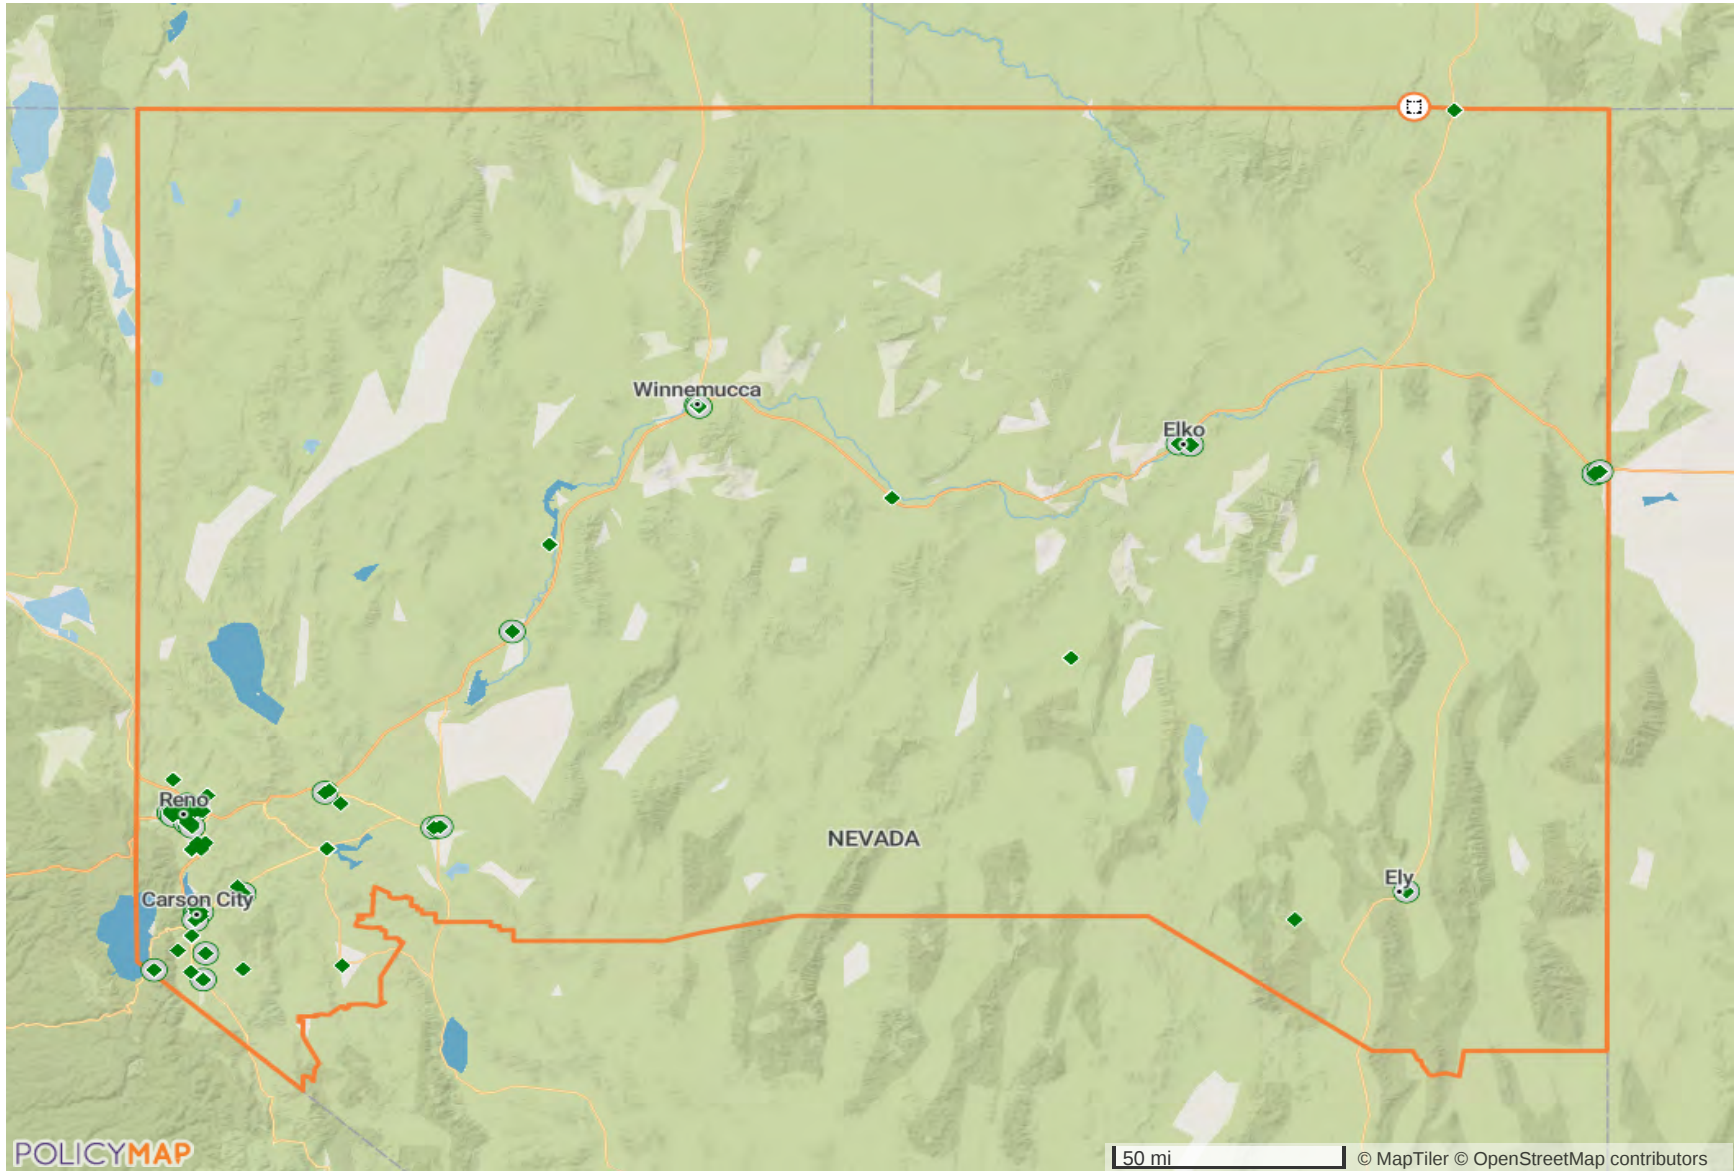 Winnemucca
Elko
Reno
NEVADA
Ely
Carson City
POLICYMAP
50 mi
© MapTiler © OpenStreetMap contributors